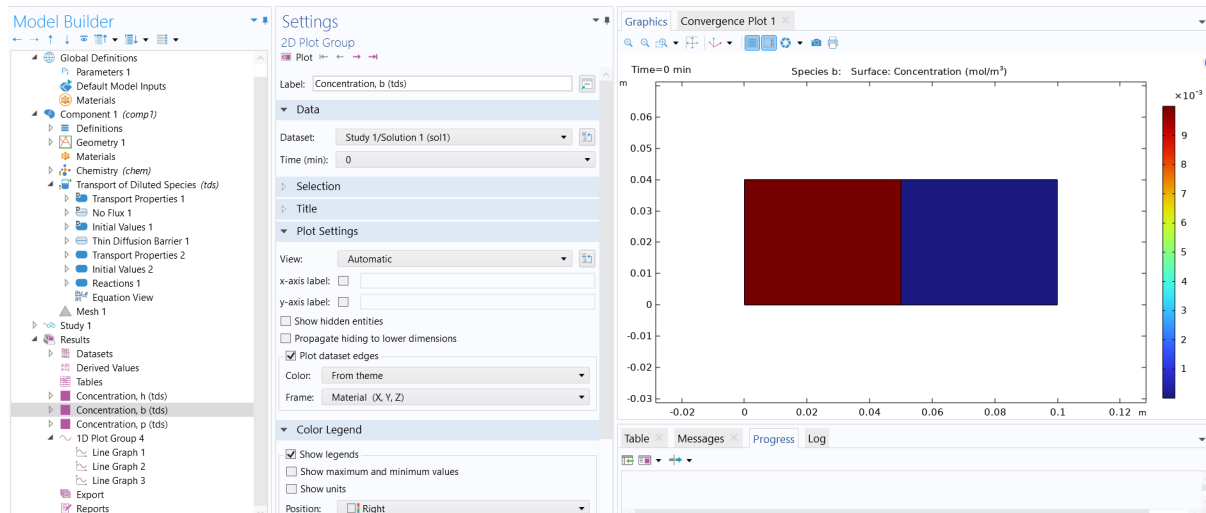 Model Builder
Global Definitions
Parameters 1
Default Model Inputs
Materials
Component 1 (comp1)
Definitions
Geometry 1
Materials
Chemistry (chem)
Transport of Diluted Species (tds)
Transport Properties 1
No Flux 1
Initial Values 1
Thin Diffusion Barrier 1
Transport Properties 2
Initial Values 2
Reactions 1
Equation View
Mesh 1
Study 1
Results
Datasets
Derived Values
Tables
Concentration, h (tds)
Concentration, b (tds)
Concentration, p (tds)
1D Plot Group 4
Line Graph 1
Line Graph 2
Line Graph 3
Export
Reports
Settings
2D Plot Group
Plot
Label: Concentration, b (tds)
Data
Dataset: Study 1/Solution 1 (sol1)
Time (min): 0
Selection
Title
Plot Settings
View: Automatic
x-axis label:
y-axis label:
Show hidden entities
Propagate hiding to lower dimensions
Plot dataset edges
Color: From theme
Frame: Material (X, Y, Z)
Color Legend
Show legends
Show maximum and minimum values
Show units
Position: Right
Graphics Convergence Plot 1
Time=0 min Species b: Surface: Concentration (mol/m³)
m
×10⁻³
0.06
0.05
0.04
0.03
0.02
0.01
0
-0.01
-0.02
-0.03
-0.02 0 0.02 0.04 0.06 0.08 0.1 0.12 m
9
8
7
6
5
4
3
2
1
Table Messages Progress Log